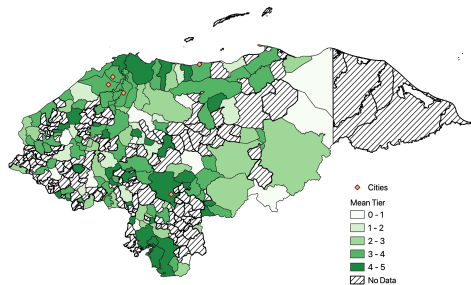 Cities
Mean Tier
0 - 1
1 - 2
2 - 3
3 - 4
4 - 5
No Data